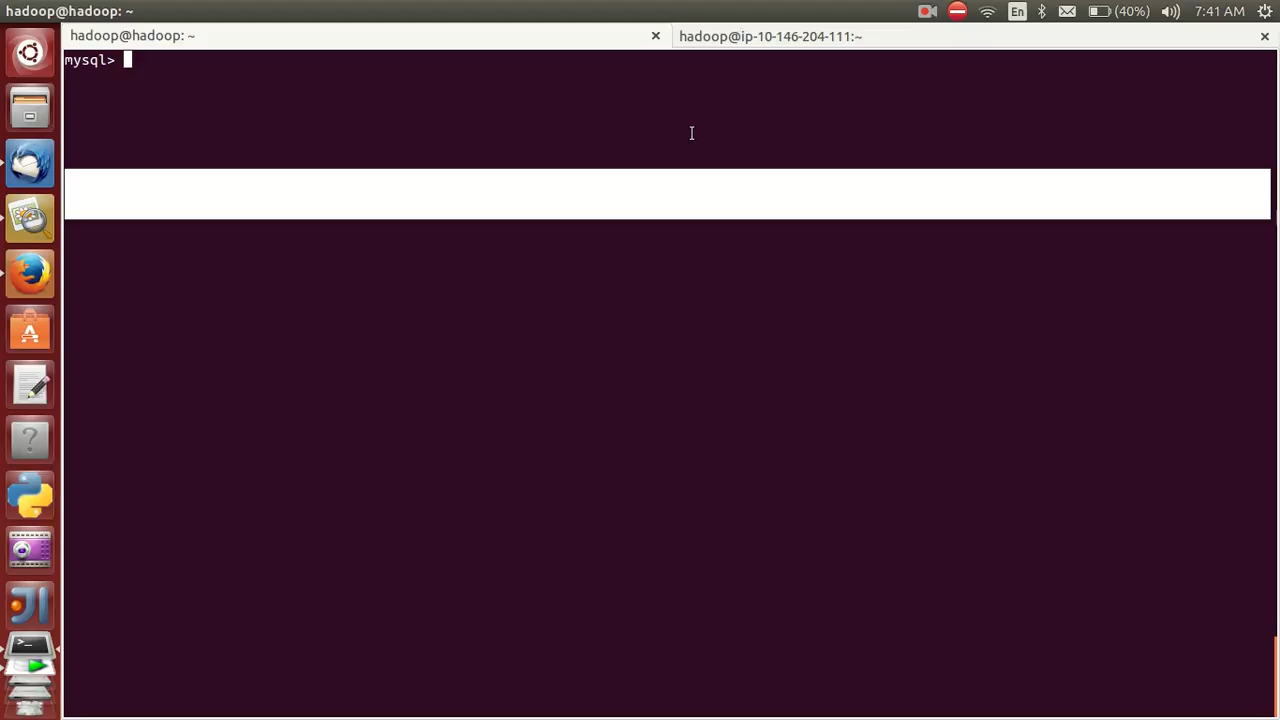 hadoop@hadoop: ~
En
(40%)
7:41 AM
hadoop@hadoop: ~
hadoop@ip-10-146-204-111:~
mysql>